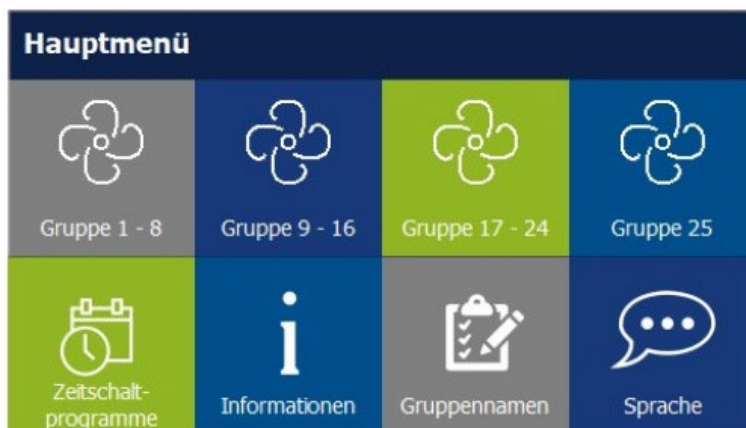 Hauptmenü
Gruppe 1 - 8
Gruppe 9 - 16
Gruppe 17 - 24
Gruppe 25
Zeitschalt-
programme
Informationen
Gruppennamen
Sprache